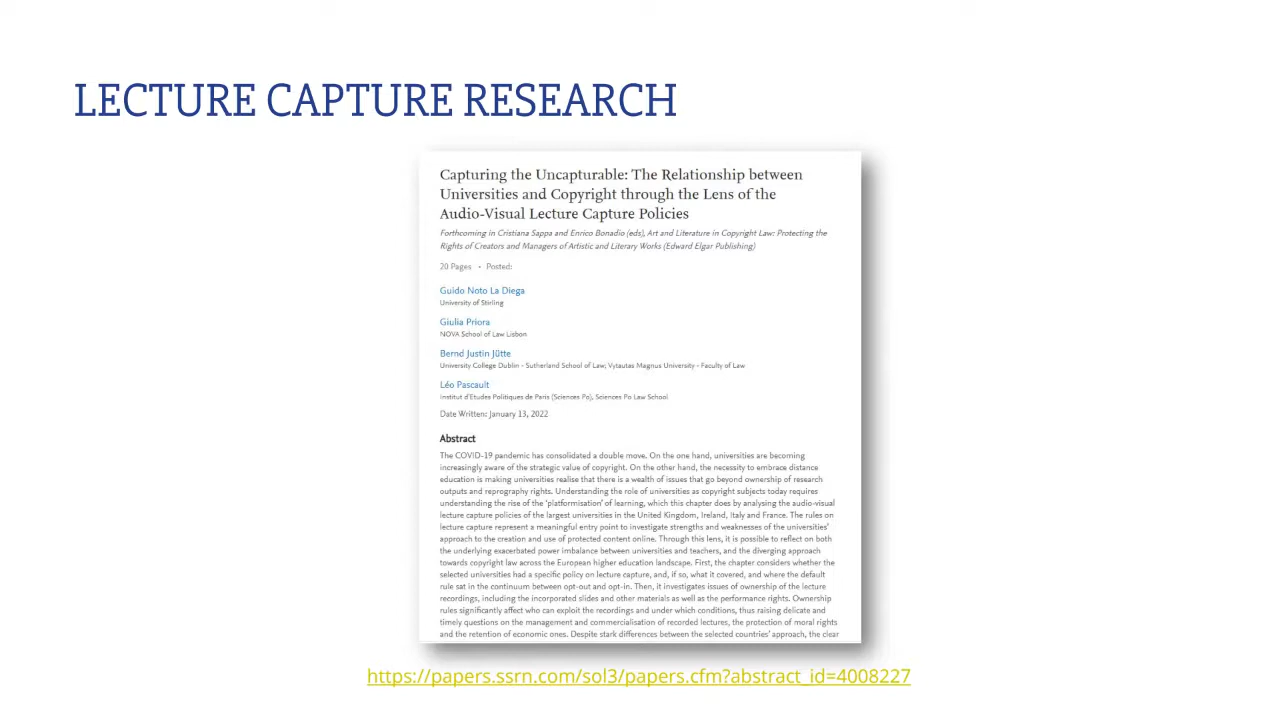 LECTURE CAPTURE RESEARCH
Capturing the Uncapturable: The Relationship between
Universities and Copyright through the Lens of the
Audio-Visual Lecture Capture Policies
Forthcoming in Cristiana Sappa and Enrico Bonadio (eds), Art and Literature in Copyright Law: Protecting the
Rights of Creators and Managers of Artistic and Literary Works (Edward Elgar Publishing)
20 Pages • Posted:
Guido Noto La Diega
University of Stirling
Giulia Priora
NOVA School of Law Lisbon
Bernd Justin Jütte
University College Dublin - Sutherland School of Law; Vytautas Magnus University - Faculty of Law
Léo Pascault
Institut d'Etudes Politiques de Paris (Sciences Po), Sciences Po Law School
Date Written: January 13, 2022
Abstract
The COVID-19 pandemic has consolidated a double move. On the one hand, universities are becoming
increasingly aware of the strategic value of copyright. On the other hand, the necessity to embrace distance
education is making universities realise that there is a wealth of issues that go beyond ownership of research
outputs and reprography rights. Understanding the role of universities as copyright subjects today requires
understanding the rise of the 'platformisation' of learning, which this chapter does by analysing the audio-visual
lecture capture policies of the largest universities in the United Kingdom, Ireland, Italy and France. The rules on
lecture capture represent a meaningful entry point to investigate strengths and weaknesses of the universities'
approach to the creation and use of protected content online. Through this lens, it is possible to reflect on both
the underlying exacerbated power imbalance between universities and teachers, and the diverging approach
towards copyright law across the European higher education landscape. First, the chapter considers whether the
selected universities had a specific policy on lecture capture, and, if so, what it covered, and where the default
rule sat in the continuum between opt-out and opt-in. Then, it investigates issues of ownership of the lecture
recordings, including the incorporated slides and other materials as well as the performance rights. Ownership
rules significantly affect who can exploit the recordings and under which conditions, thus raising delicate and
timely questions on the management and commercialisation of recorded lectures, the protection of moral rights
and the retention of economic ones. Despite stark differences between the selected countries' approach, the clear
https://papers.ssrn.com/sol3/papers.cfm?abstract_id=4008227